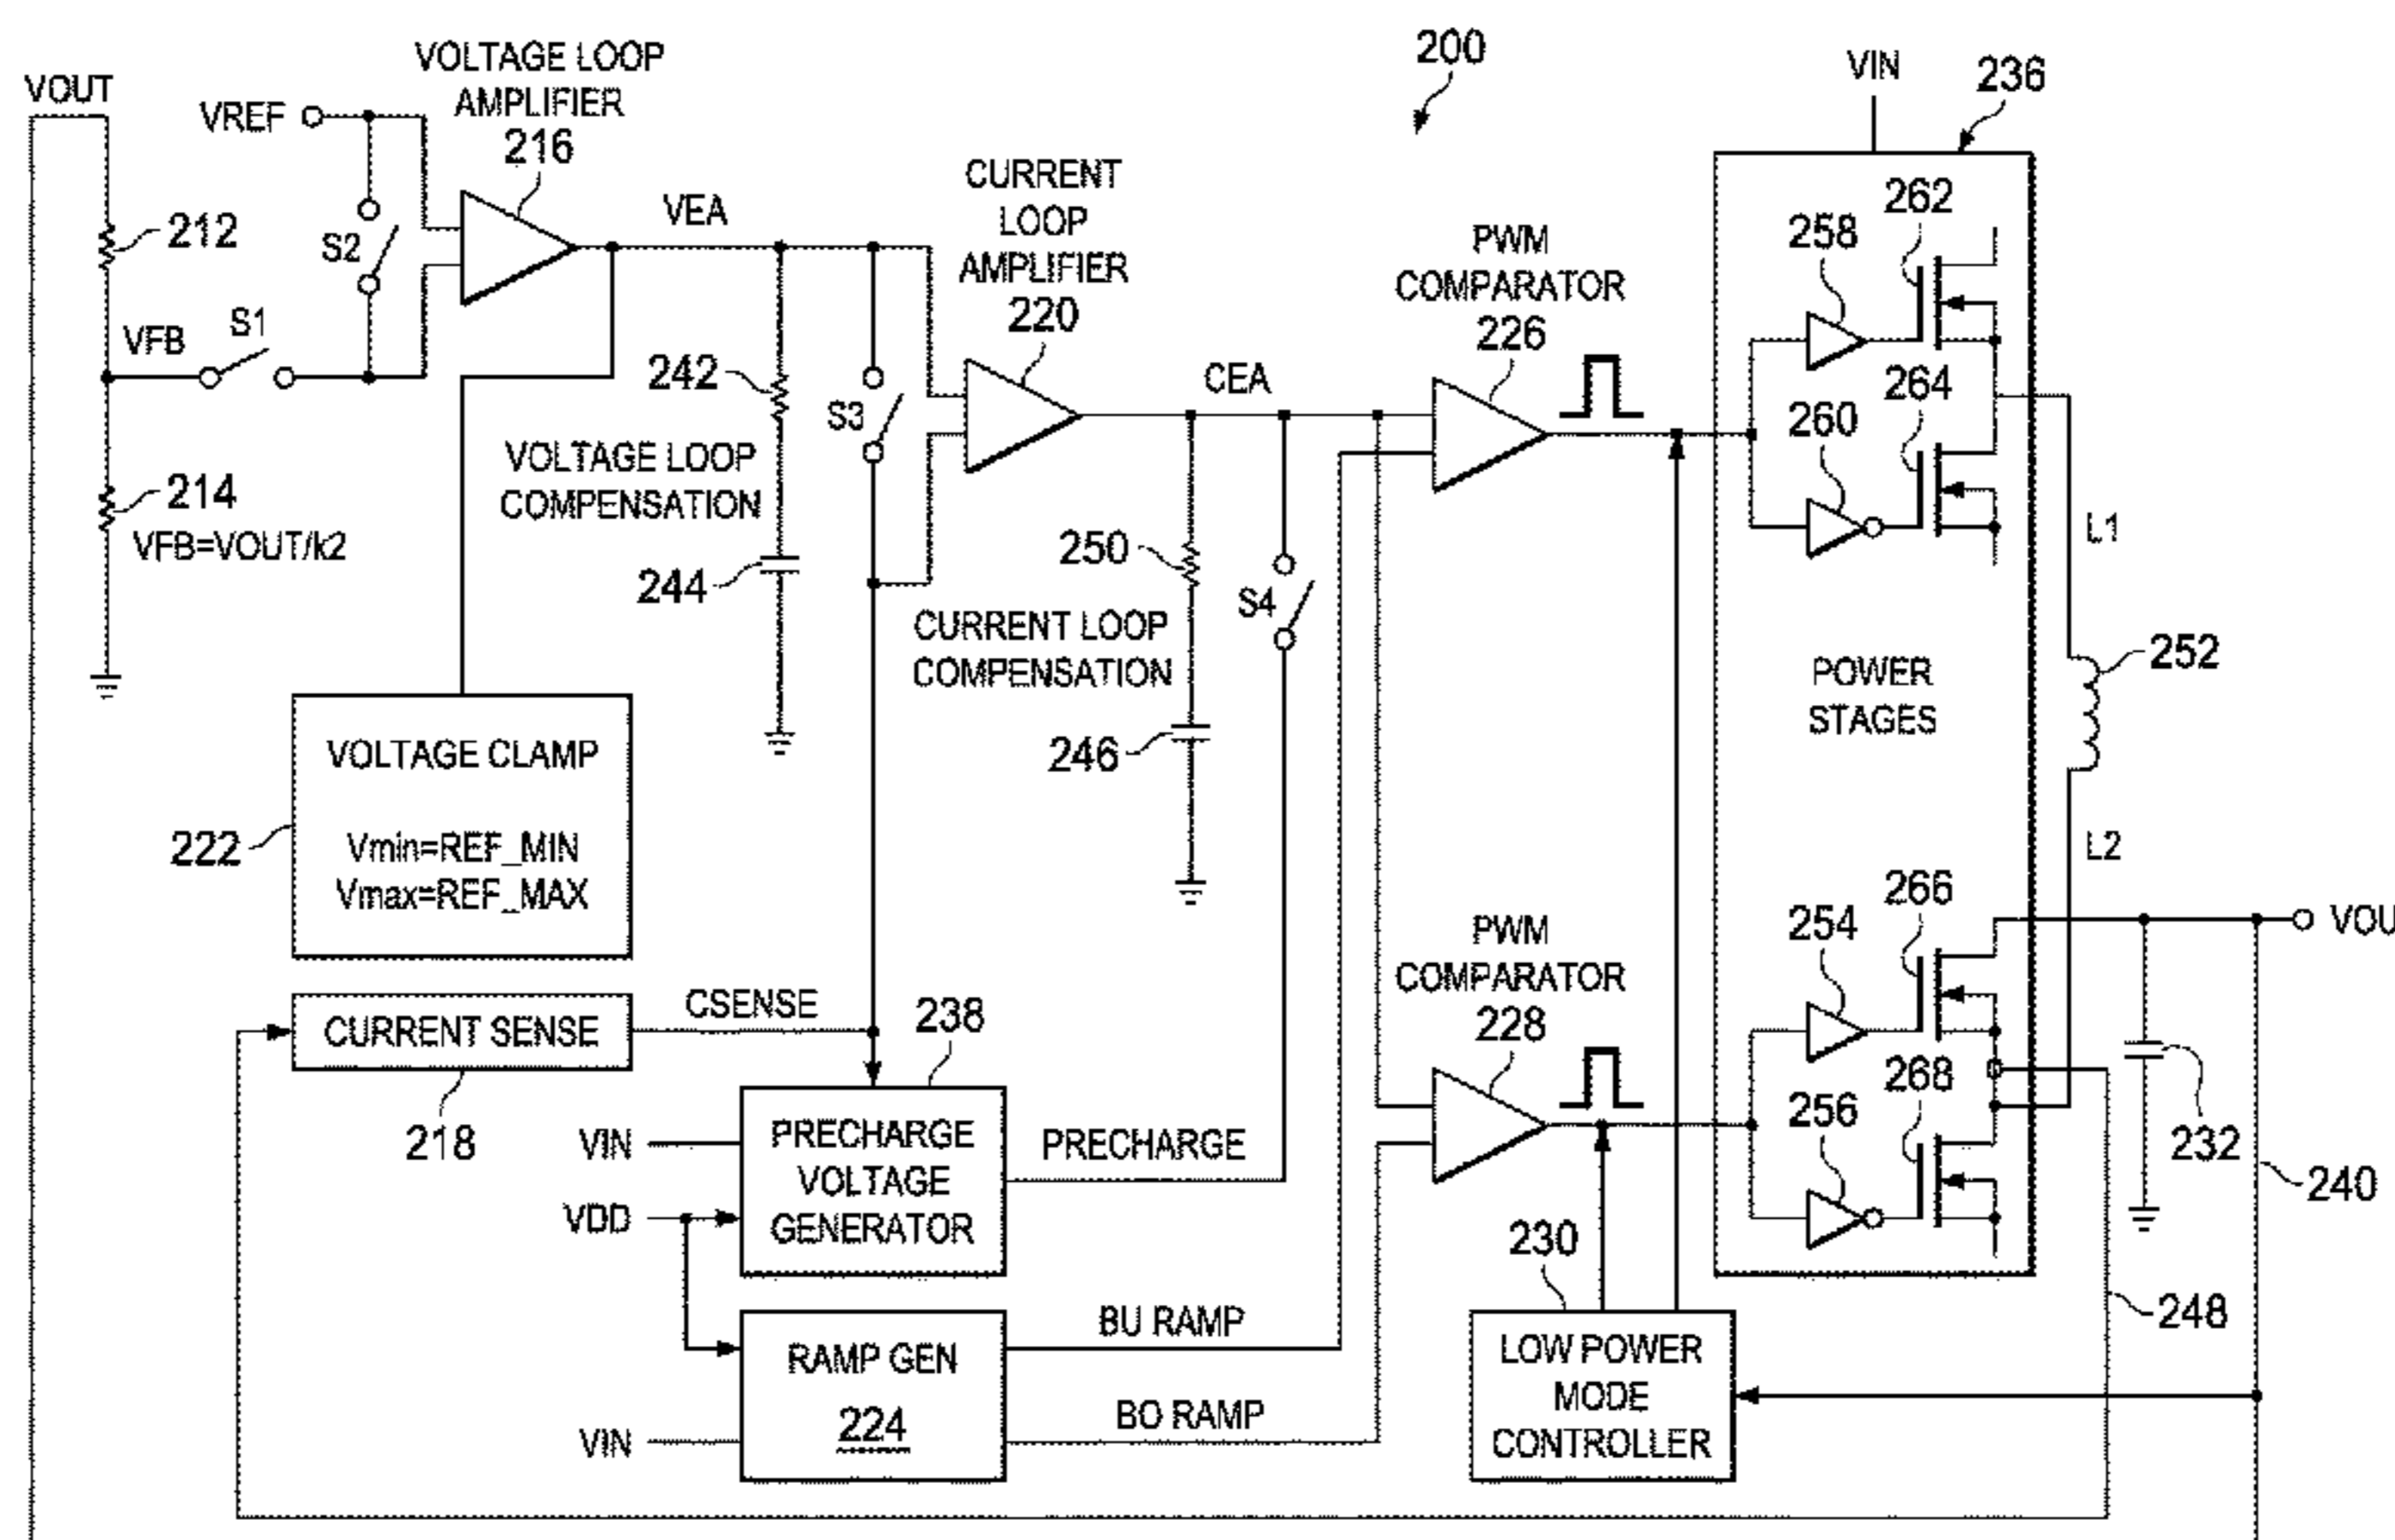 200
VOUT
VREF
VOLTAGE LOOP
AMPLIFIER
216
VIN
236
212
S2
VEA
CURRENT
LOOP
AMPLIFIER
220
PWM
COMPARATOR
226
258
262
VFB
S1
242
S3
CEA
260
264
214
VFB=VOUT/k2
VOLTAGE LOOP
COMPENSATION
244
250
S4
L1
CURRENT LOOP
COMPENSATION
246
POWER
STAGES
252
VOLTAGE CLAMP
Vmin=REF_MIN
Vmax=REF_MAX
222
L2
PWM
COMPARATOR
228
254
266
VOU
CURRENT SENSE
218
CSENSE
238
256
268
232
240
VIN
VDD
PRECHARGE
VOLTAGE
GENERATOR
PRECHARGE
230
248
RAMP GEN
224
VIN
BU RAMP
BO RAMP
LOW POWER
MODE
CONTROLLER